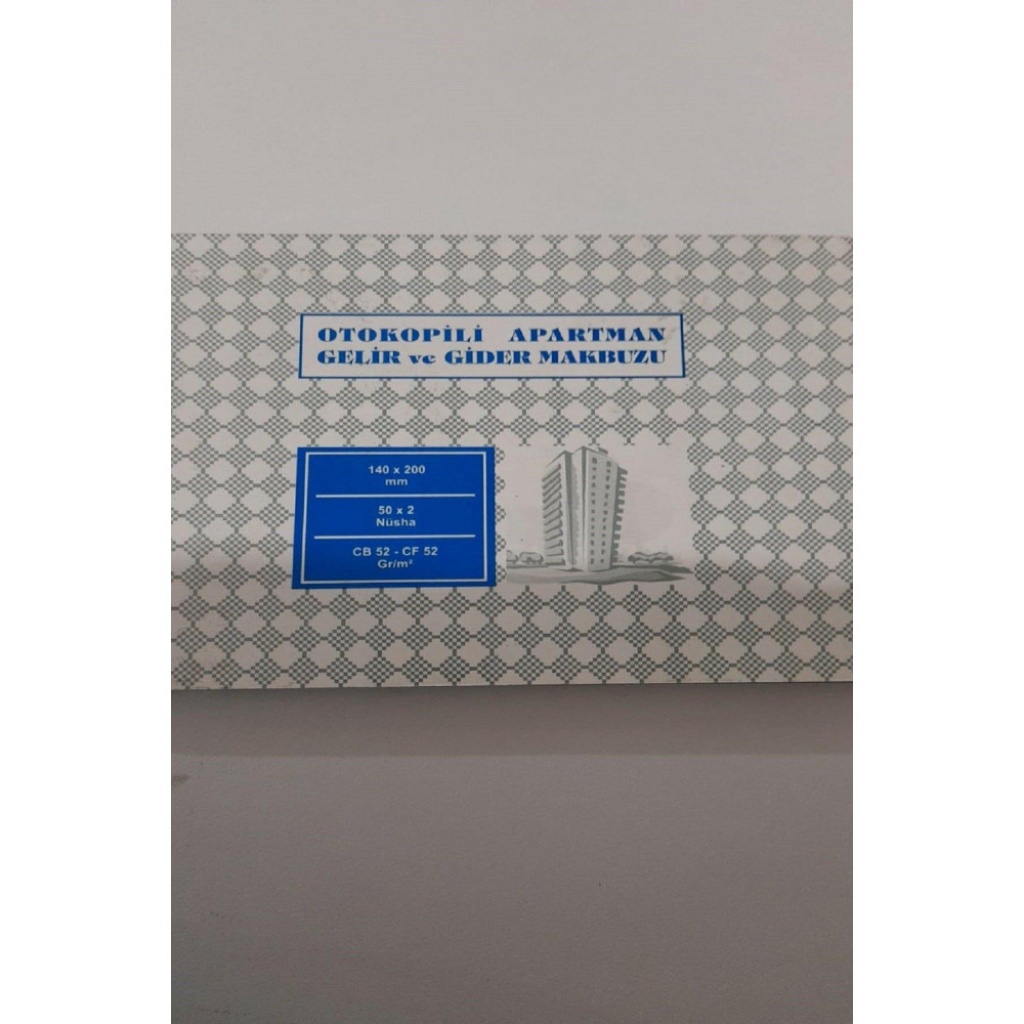 OTOKOPİLİ APARTMAN
GELİR ve GİDER MAKBUZU
140 x 200
mm
50 x 2
Nüsha
CB 52 - CF 52
Gr/m²